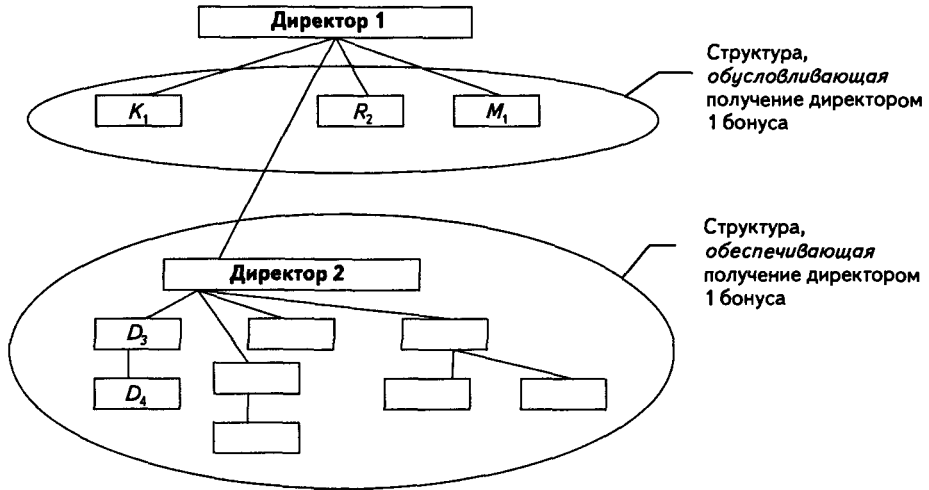 Директор 1
Структура,
обусловливающая
получение директором
1 бонуса
K₁
R₂
M₁
Структура,
обеспечивающая
получение директором
1 бонуса
Директор 2
D₃
D₄